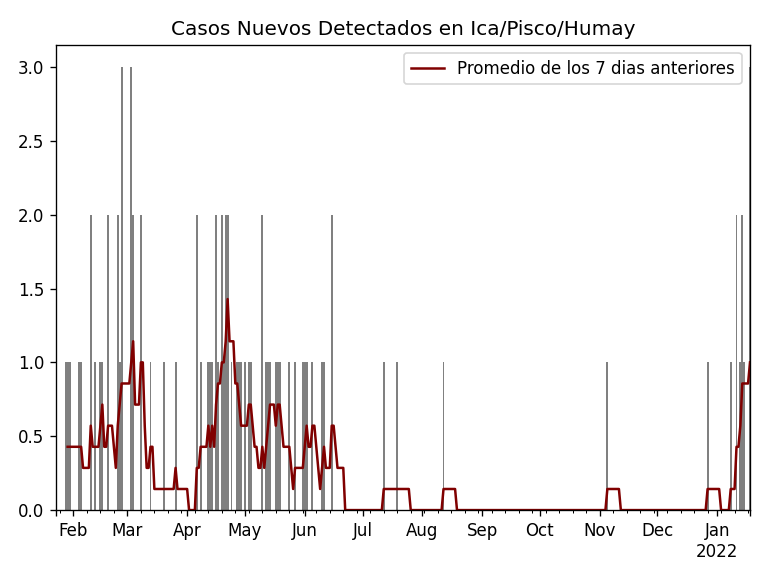 Casos Nuevos Detectados en Ica/Pisco/Humay
Promedio de los 7 dias anteriores
3.0
2.5
2.0
1.5
1.0
0.5
0.0
Feb Mar Apr May Jun Jul Aug Sep Oct Nov Dec Jan
2022